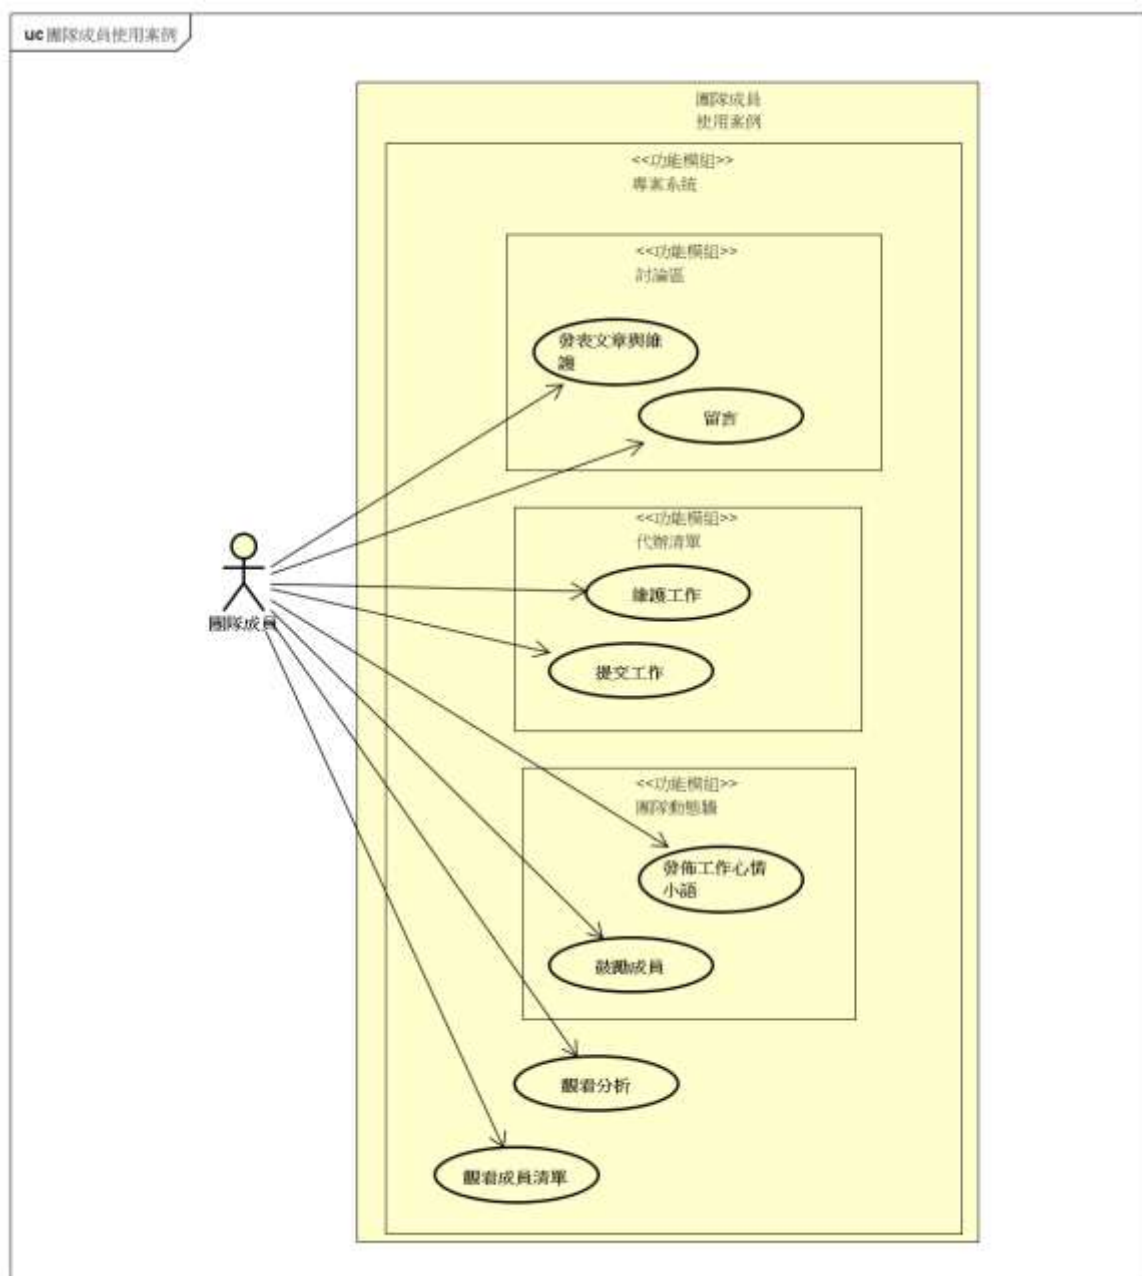 uc 團隊成員使用案例
團隊成員
使用案例
<<功能模組>>
專案系統
<<功能模組>>
討論區
發表文章與維
護
留言
<<功能模組>>
代辦清單
維護工作
團隊成員
提交工作
<<功能模組>>
團隊動態牆
發佈工作心情
小語
鼓勵成員
觀看分析
觀看成員清單